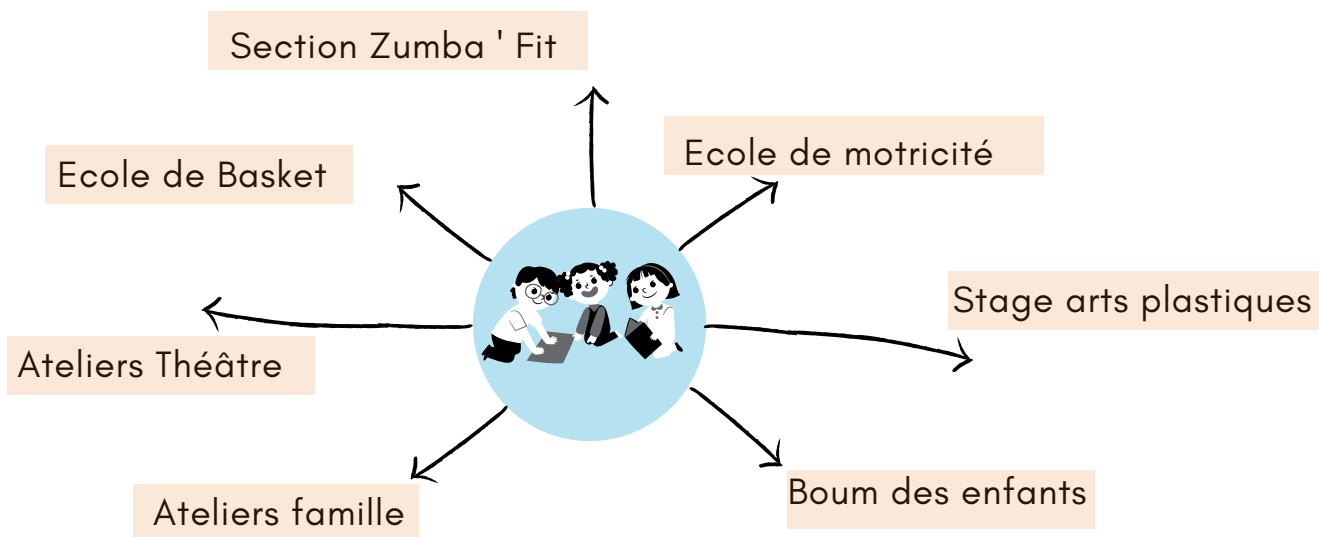 Section Zumba ' Fit
Ecole de motricité
Ecole de Basket
Stage arts plastiques
Ateliers Théâtre
Boum des enfants
Ateliers famille